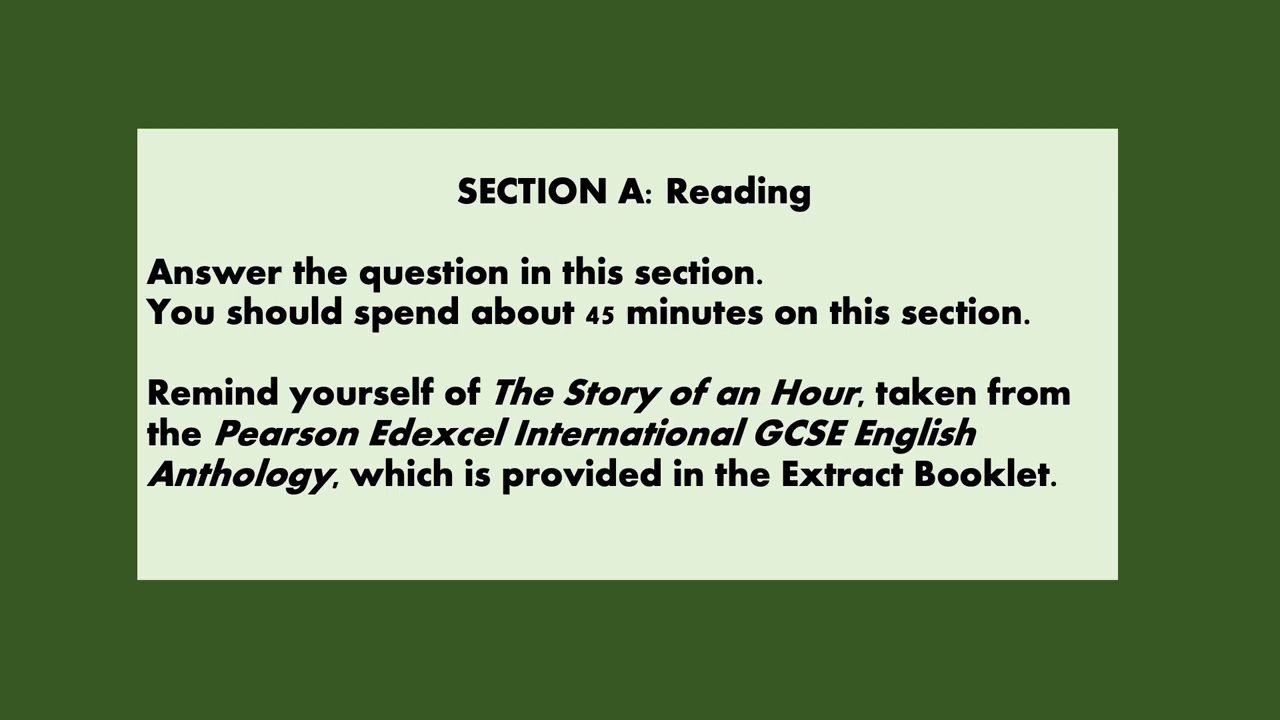 SECTION A: Reading
Answer the question in this section.
You should spend about 45 minutes on this section.
Remind yourself of The Story of an Hour, taken from
the Pearson Edexcel International GCSE English
Anthology, which is provided in the Extract Booklet.